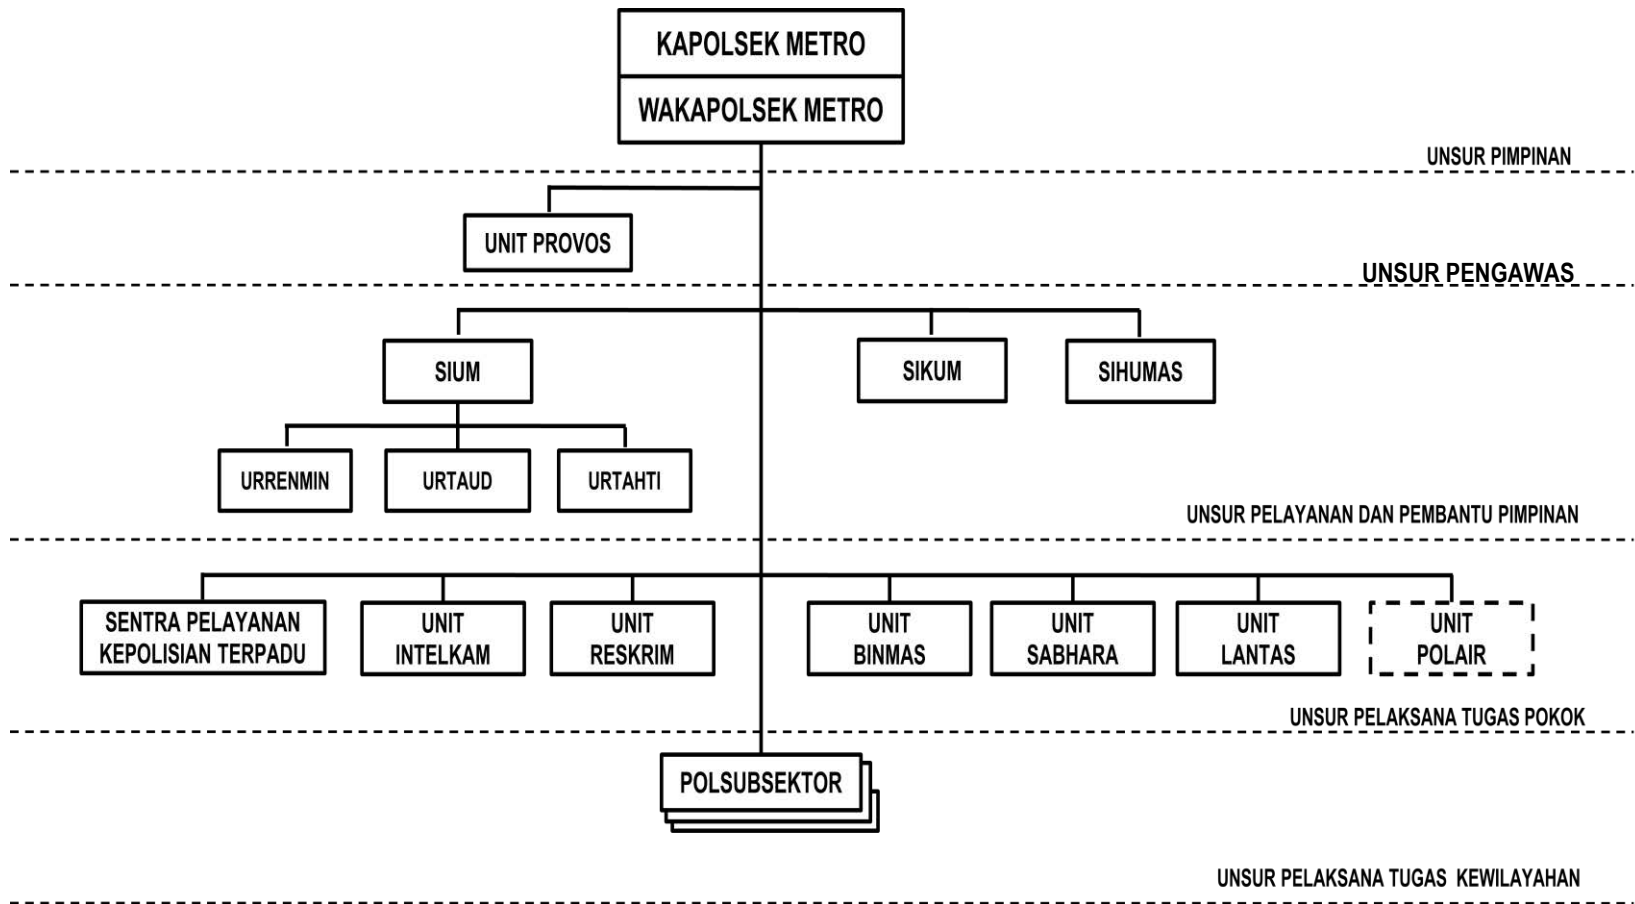 KAPOLSEK METRO
WAKAPOLSEK METRO
UNSUR PIMPINAN
UNIT PROVOS
UNSUR PENGAWAS
SIUM
SIKUM
SIHUMAS
URRENMIN
URTAUD
URTAHTI
UNSUR PELAYANAN DAN PEMBANTU PIMPINAN
SENTRA PELAYANAN
KEPOLISIAN TERPADU
UNIT
INTELKAM
UNIT
RESKRIM
UNIT
BINMAS
UNIT
SABHARA
UNIT
LANTAS
UNIT
POLAIR
UNSUR PELAKSANA TUGAS POKOK
POLSUBSEKTOR
UNSUR PELAKSANA TUGAS KEWILAYAHAN